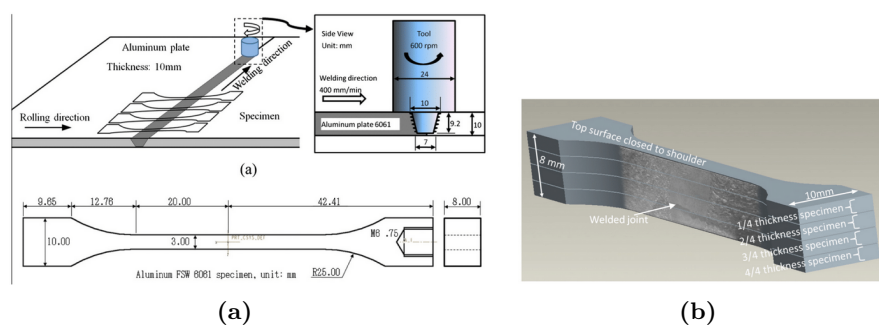 Aluminum plate
Thickness: 10mm
Welding direction
Rolling direction
Specimen
(a)
Side View
Unit: mm
Tool
600 rpm
Welding direction
400 mm/min
24
10
Aluminum plate 6061
9.2
10
7
9.65
12.76
20.00
42.41
8.00
10.00
3.00
M6 .75
R25.00
Aluminum FSW 6061 specimen, unit: mm
(a)
Top surface closed to shoulder
8 mm
10mm
Welded joint
1/4 thickness specimen
2/4 thickness specimen
3/4 thickness specimen
4/4 thickness specimen
(b)